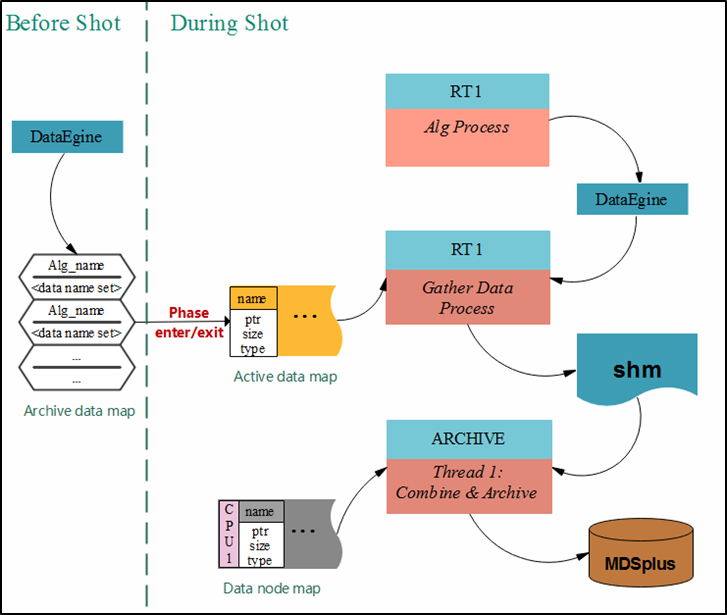 Before Shot
During Shot
DataEgine
Alg_name
<data name set>
Alg_name
<data name set>
...
...
Archive data map
Phase
enter/exit
name
ptr
size
type
...
Active data map
RT1
Alg Process
DataEgine
RT1
Gather Data
Process
shm
ARCHIVE
Thread 1:
Combine & Archive
CPU1
name
ptr
size
type
...
Data node map
MDSplus